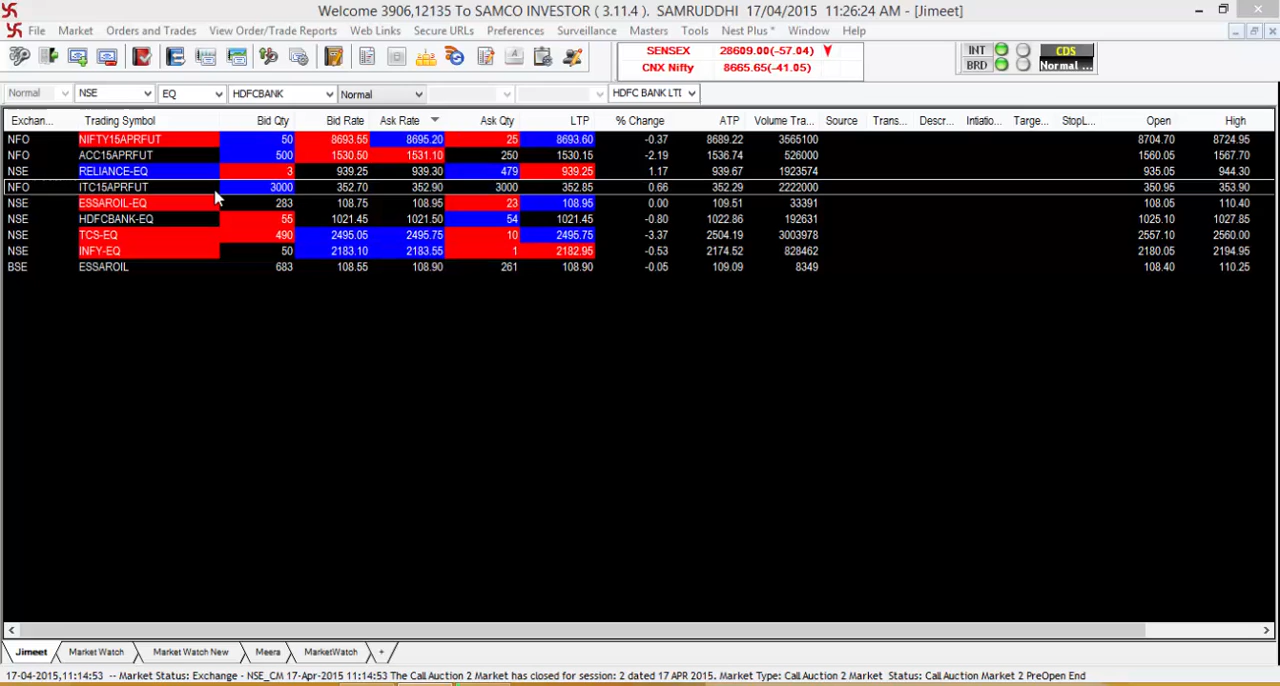 Welcome 3906,12135 To SAMCO INVESTOR ( 3.11.4 ). SAMRUDDHI 17/04/2015 11:26:24 AM - [Jimeet]
File Market Orders and Trades View Order/Trade Reports Web Links Secure URLs Preferences Surveillance Masters Tools Nest Plus * Window Help
SENSEX 28609.00(-57.04) INT CDS
CNX Nifty 8665.65(-41.05) BRD Normal ...
Normal NSE EQ HDFCBANK Normal HDFC BANK LTI
Exchan... Trading Symbol Bid Qty Bid Rate Ask Rate Ask Qty LTP % Change ATP Volume Tra... Source Trans... Descr... Intiatio... Targe... StopL... Open High
NFO NIFTY15APRFUT 50 8693.55 8695.20 25 8693.60 -0.37 8689.22 3565100 8704.70 8724.95
NFO ACC15APRFUT 500 1530.50 1531.10 250 1530.15 -2.19 1536.74 526000 1560.05 1567.70
NSE RELIANCE-EQ 3 939.25 939.30 479 939.25 1.17 939.67 1923574 935.05 944.30
NFO ITC15APRFUT 3000 352.70 352.90 3000 352.85 0.66 352.29 2222000 350.95 353.90
NSE ESSAROIL-EQ 283 108.75 108.95 23 108.95 0.00 109.51 33391 108.05 110.40
NSE HDFCBANK-EQ 55 1021.45 1021.50 54 1021.45 -0.80 1022.86 192631 1025.10 1027.85
NSE TCS-EQ 490 2495.05 2495.75 10 2495.75 -3.37 2504.19 3003978 2557.10 2560.00
NSE INFY-EQ 50 2183.10 2183.55 1 2182.95 -0.53 2174.52 828462 2180.05 2194.95
BSE ESSAROIL 683 108.55 108.90 261 108.90 -0.05 109.09 8349 108.40 110.25
Jimeet Market Watch Market Watch New Meera MarketWatch +
17-04-2015,11:14:53 -- Market Status: Exchange - NSE_CM 17-Apr-2015 11:14:53 The Call Auction 2 Market has closed for session: 2 dated 17 APR 2015. Market Type: Call Auction 2 Market Status: Call Auction Market 2 PreOpen End